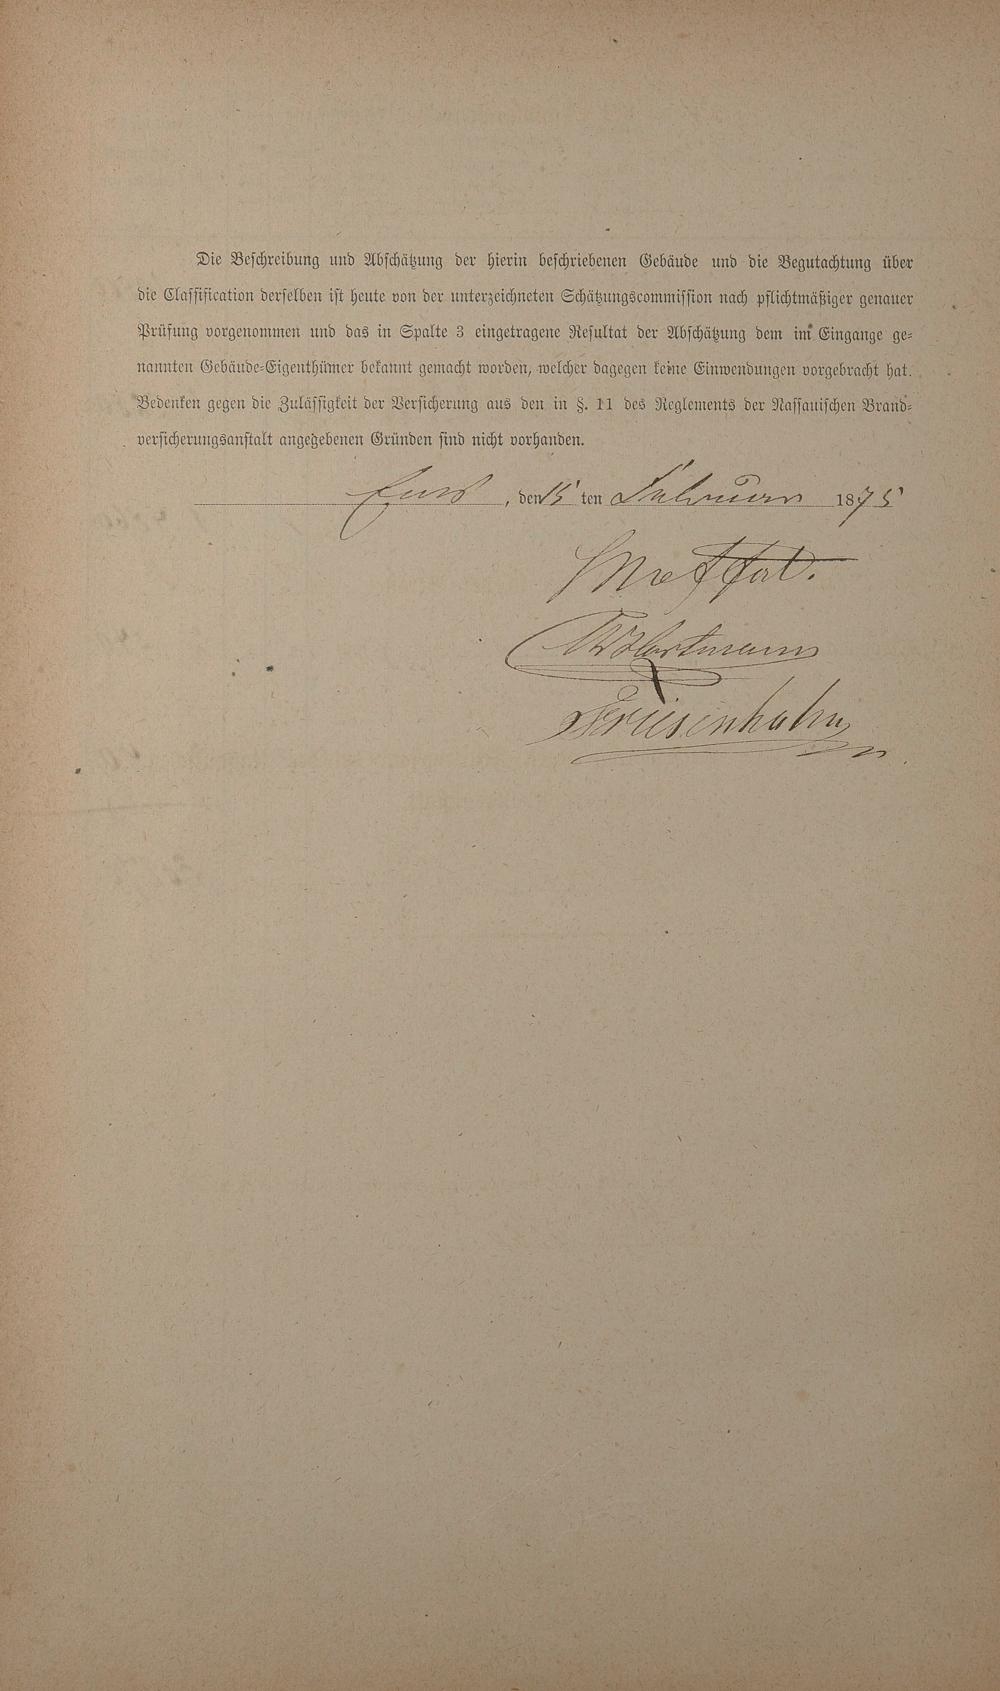 Die Beschreibung und Abschätzung der hierin beschriebenen Gebäude und die Begutachtung über
die Classification derselben ist heute von der unterzeichneten Schätzungscommission nach pflichtmäßiger genauer
Prüfung vorgenommen und das in Spalte 3 eingetragene Resultat der Abschätzung dem im Eingange ge-
nannten Gebäude-Eigenthümer bekannt gemacht worden, welcher dagegen keine Einwendungen vorgebracht hat.
Bedenken gegen die Zulässigkeit der Versicherung aus den in §. 11 des Reglements der Nassauischen Brand-
versicherungsanstalt angegebenen Gründen sind nicht vorhanden.
Ems, den 15 ten Februar 1875
Hartmann
Friesenhahn